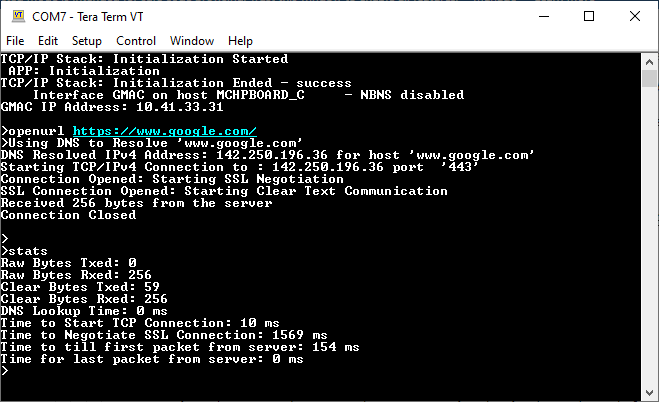 COM7 - Tera Term VT
File Edit Setup Control Window Help
TCP/IP Stack: Initialization Started
APP: Initialization
TCP/IP Stack: Initialization Ended - success
Interface GMAC on host MCHPBOARD_C - NBNS disabled
GMAC IP Address: 10.41.33.31
>openurl https://www.google.com/
>Using DNS to Resolve 'www.google.com'
DNS Resolved IPv4 Address: 142.250.196.36 for host 'www.google.com'
Starting TCP/IPv4 Connection to : 142.250.196.36 port '443'
Connection Opened: Starting SSL Negotiation
SSL Connection Opened: Starting Clear Text Communication
Received 256 bytes from the server
Connection Closed
>
>stats
Raw Bytes Txed: 0
Raw Bytes Rxed: 256
Clear Bytes Txed: 59
Clear Bytes Rxed: 256
DNS Lookup Time: 0 ms
Time to Start TCP Connection: 10 ms
Time to Negotiate SSL Connection: 1569 ms
Time to till first packet from server: 154 ms
Time for last packet from server: 0 ms
>